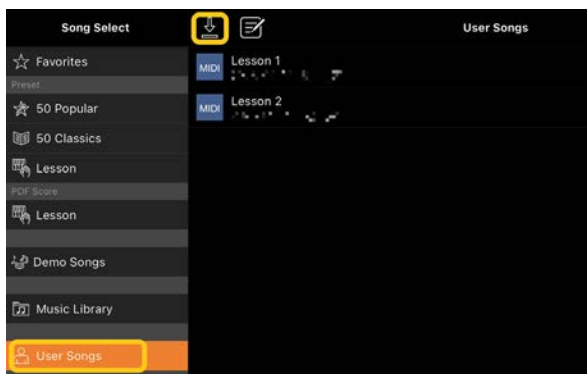 Song Select
User Songs
Favorites
Preset
50 Popular
50 Classics
Lesson
PDF Score
Lesson
Demo Songs
Music Library
User Songs
MIDI
Lesson 1
MIDI
Lesson 2